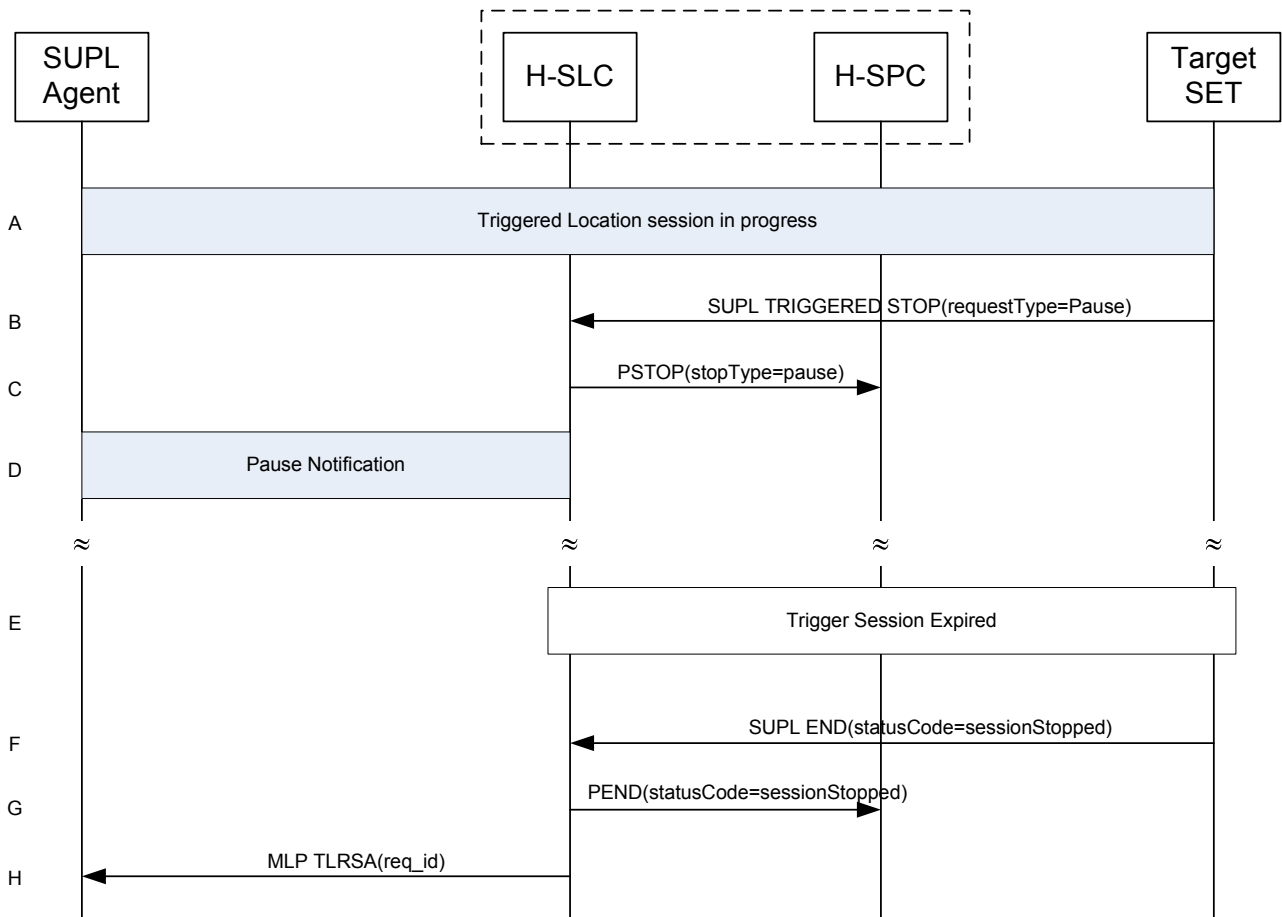 SUPL
Agent
H-SLC
H-SPC
Target
SET
A
Triggered Location session in progress
B
SUPL TRIGGERED STOP(requestType=Pause)
C
PSTOP(stopType=pause)
D
Pause Notification
≈
≈
≈
≈
E
Trigger Session Expired
F
SUPL END(statusCode=sessionStopped)
G
PEND(statusCode=sessionStopped)
H
MLP TLRSA(req_id)